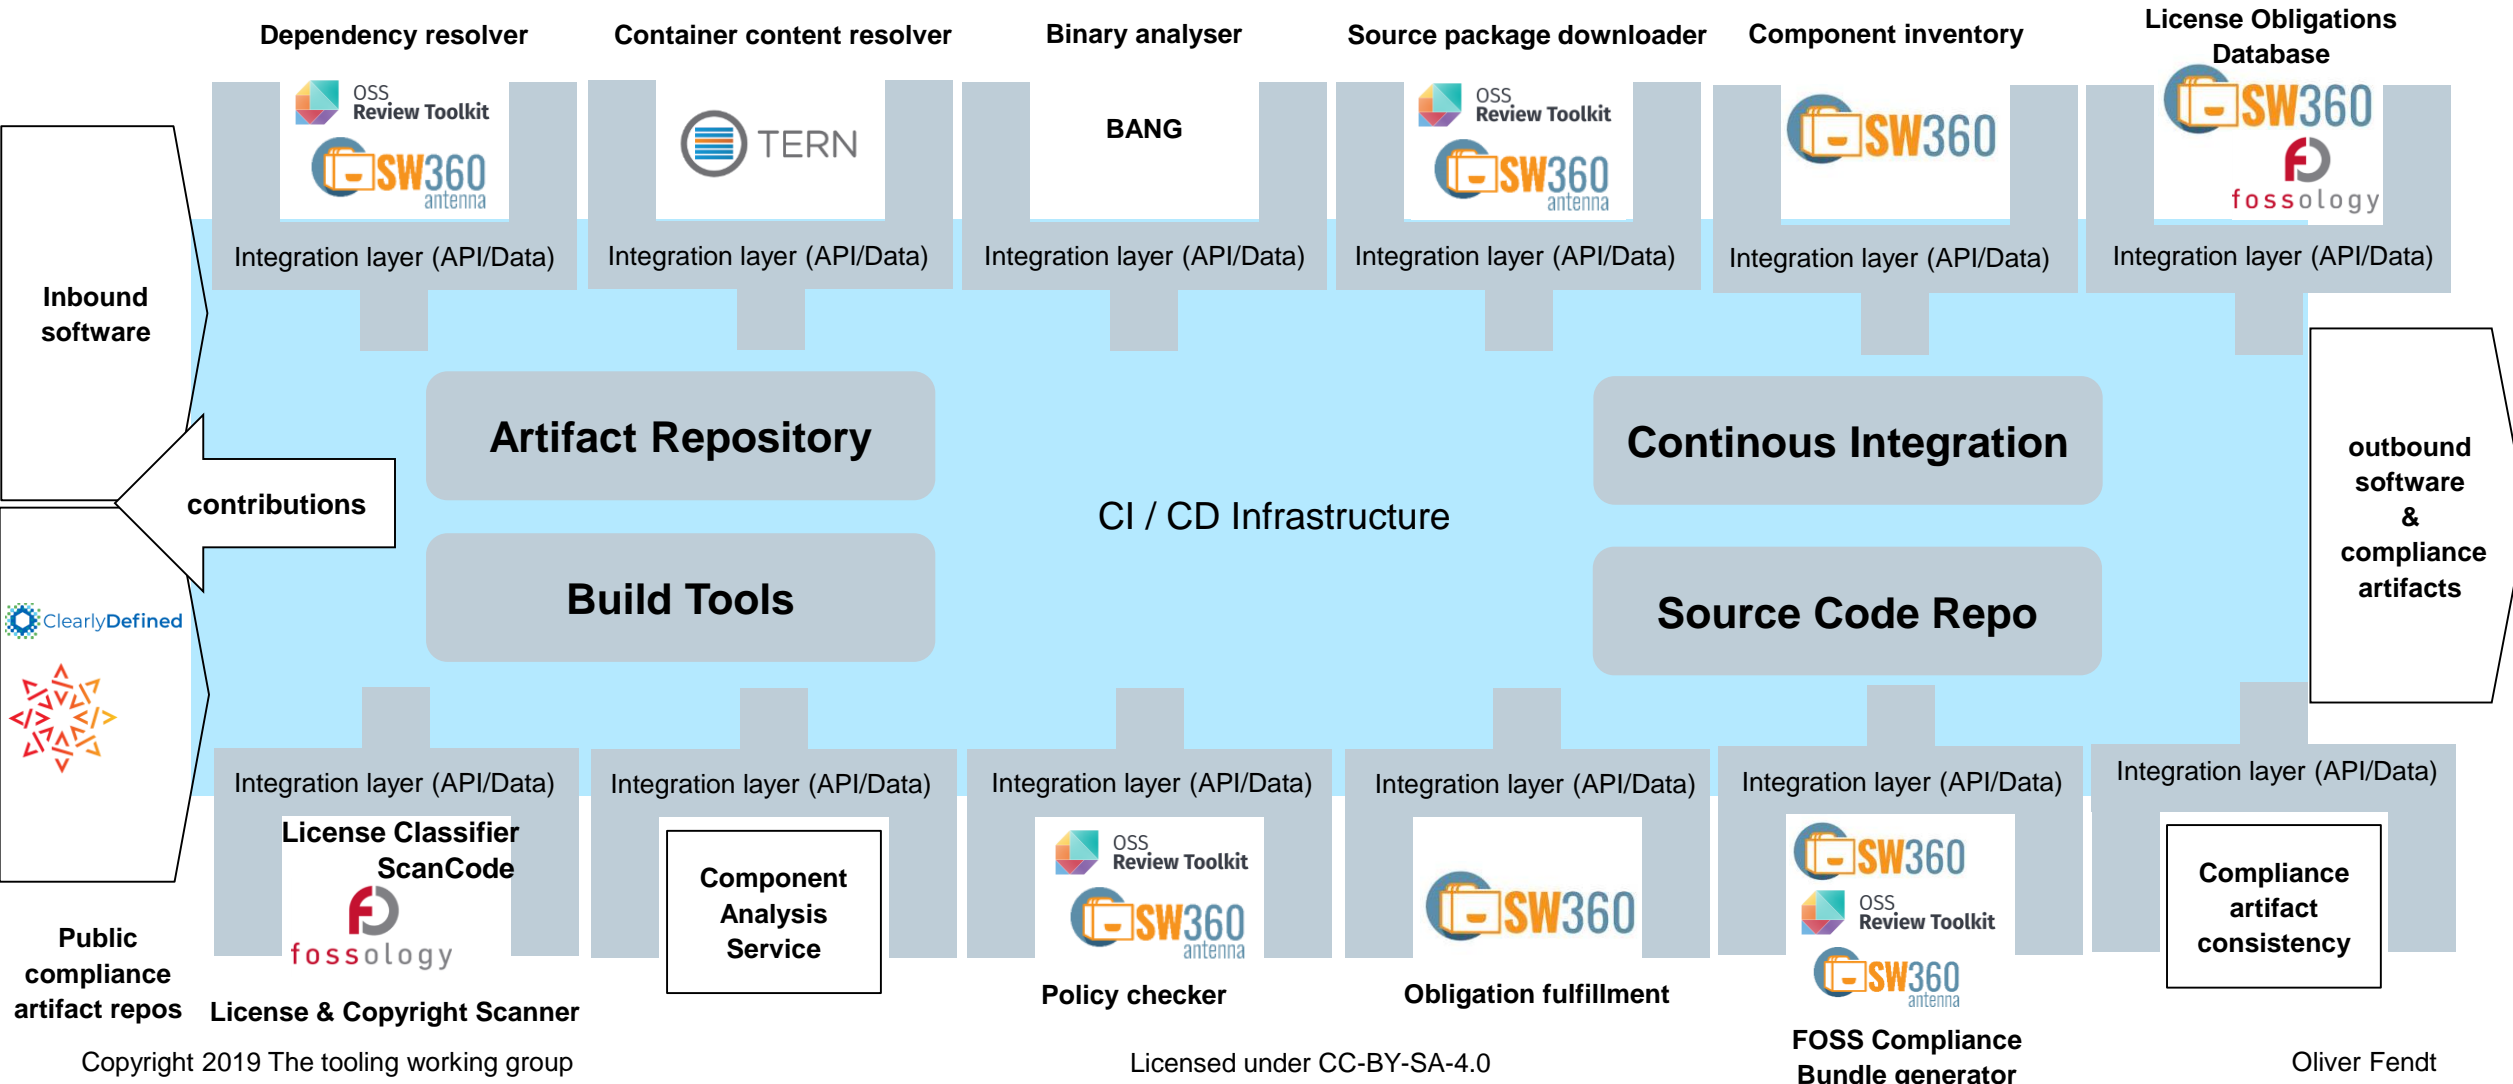 Dependency resolver
Container content resolver
Binary analyser
Source package downloader
Component inventory
License Obligations
Database
OSS
Review Toolkit
SW360
antenna
TERN
BANG
OSS
Review Toolkit
SW360
antenna
SW360
SW360
fossology
Integration layer (API/Data)
Integration layer (API/Data)
Integration layer (API/Data)
Integration layer (API/Data)
Integration layer (API/Data)
Integration layer (API/Data)
Inbound
software
Artifact Repository
Continous Integration
contributions
CI / CD Infrastructure
outbound
software
&
compliance
artifacts
Build Tools
Source Code Repo
ClearlyDefined
Integration layer (API/Data)
Integration layer (API/Data)
Integration layer (API/Data)
Integration layer (API/Data)
Integration layer (API/Data)
Integration layer (API/Data)
License Classifier
ScanCode
fossology
Component
Analysis
Service
OSS
Review Toolkit
SW360
antenna
SW360
SW360
OSS
Review Toolkit
SW360
antenna
Compliance
artifact
consistency
Public
compliance
artifact repos
License & Copyright Scanner
Policy checker
Obligation fulfillment
FOSS Compliance
Bundle generator
Copyright 2019 The tooling working group
Licensed under CC-BY-SA-4.0
Oliver Fendt